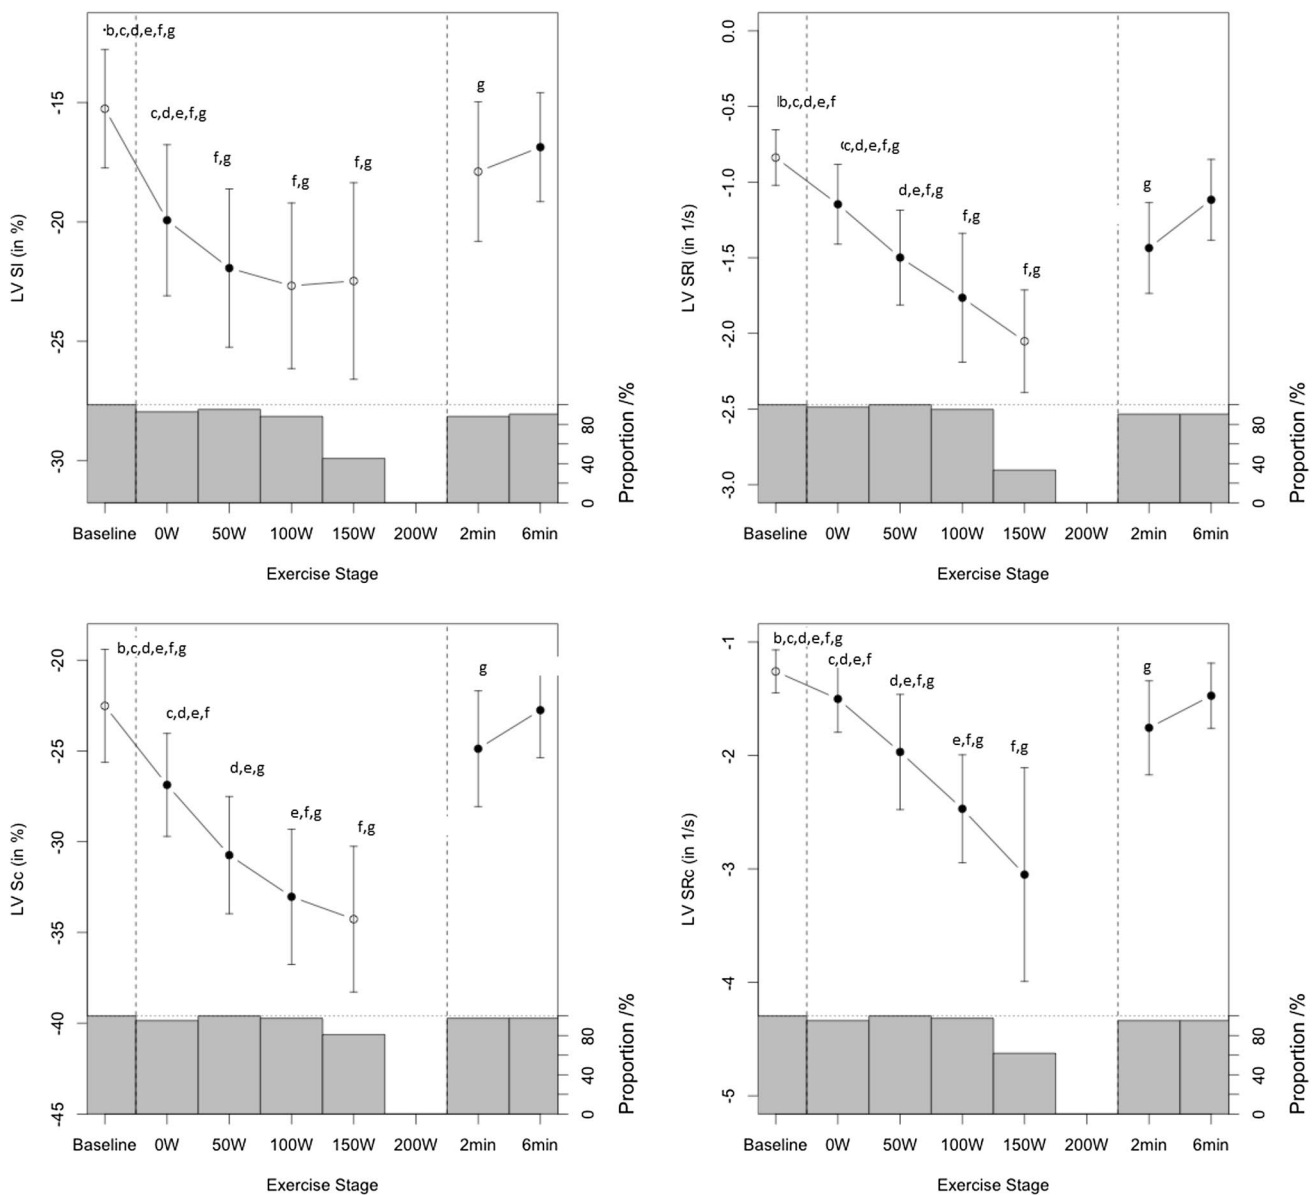 ·b,c,d,e,f,g
c,d,e,f,g
f,g
f,g
f,g
g
LV Sl (in %)
-15
-20
-25
-30
80
40
0
Proportion /%
Baseline 0W 50W 100W 150W 200W 2min 6min
Exercise Stage
b,c,d,e,f
c,d,e,f,g
d,e,f,g
f,g
f,g
g
LV SRl (in 1/s)
0.0
-0.5
-1.0
-1.5
-2.0
-2.5
-3.0
80
40
0
Proportion /%
Baseline 0W 50W 100W 150W 200W 2min 6min
Exercise Stage
b,c,d,e,f,g
c,d,e,f
d,e,g
e,f,g
f,g
g
LV Sc (in %)
-20
-25
-30
-35
-40
-45
80
40
0
Proportion /%
Baseline 0W 50W 100W 150W 200W 2min 6min
Exercise Stage
b,c,d,e,f,g
c,d,e,f
d,e,f,g
e,f,g
f,g
g
LV SRc (in 1/s)
-1
-2
-3
-4
-5
80
40
0
Proportion /%
Baseline 0W 50W 100W 150W 200W 2min 6min
Exercise Stage